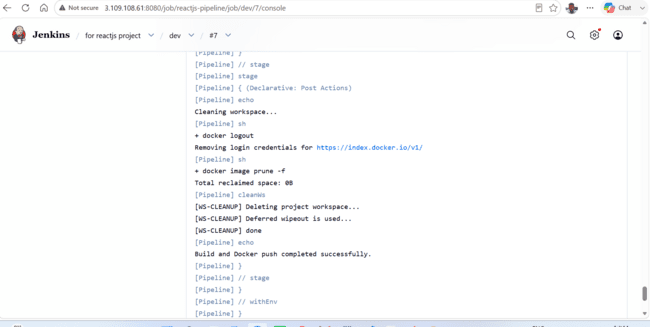 Not secure 3.109.108.61:8080/job/reactjs-pipeline/job/dev/7/console
Chat
Jenkins / for reactjs project / dev / #7
[Pipeline] }
[Pipeline] // stage
[Pipeline] stage
[Pipeline] { (Declarative: Post Actions)
[Pipeline] echo
Cleaning workspace...
[Pipeline] sh
+ docker logout
Removing login credentials for https://index.docker.io/v1/
[Pipeline] sh
+ docker image prune -f
Total reclaimed space: 0B
[Pipeline] cleanWs
[WS-CLEANUP] Deleting project workspace...
[WS-CLEANUP] Deferred wipeout is used...
[WS-CLEANUP] done
[Pipeline] echo
Build and Docker push completed successfully.
[Pipeline] }
[Pipeline] // stage
[Pipeline] }
[Pipeline] // withEnv
[Pipeline] }